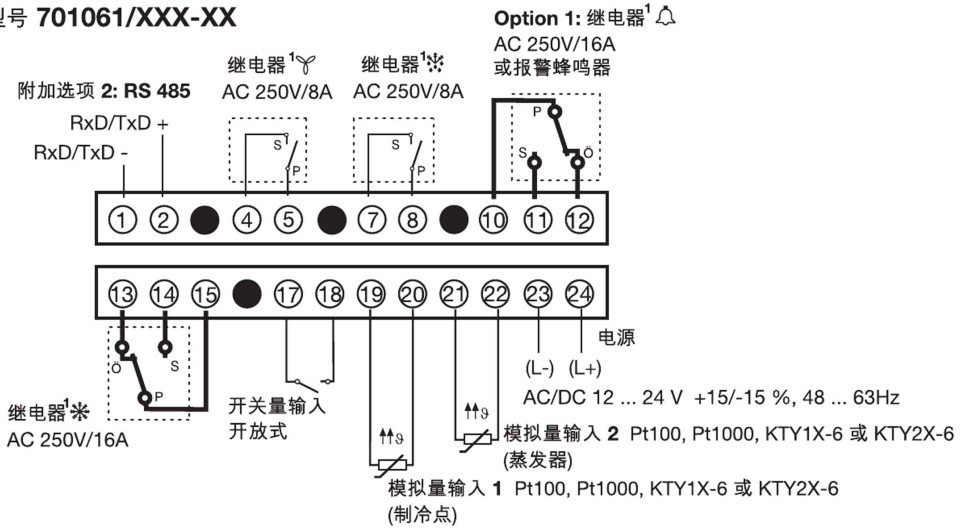 型号 701061/XXX-XX
Option 1: 继电器¹
AC 250V/16A
或报警蜂鸣器
继电器¹
AC 250V/8A
继电器¹
AC 250V/8A
附加选项 2: RS 485
RxD/TxD +
RxD/TxD -
S
P
S
P
P
S
Ö
1 2 4 5 7 8 10 11 12
13 14 15 17 18 19 20 21 22 23 24
Ö
S
P
继电器¹
AC 250V/16A
开关量输入
开放式
电源
(L-) (L+)
AC/DC 12 ... 24 V +15/-15 %, 48 ... 63Hz
ϑ
模拟量输入 2 Pt100, Pt1000, KTY1X-6 或 KTY2X-6
(蒸发器)
ϑ
模拟量输入 1 Pt100, Pt1000, KTY1X-6 或 KTY2X-6
(制冷点)